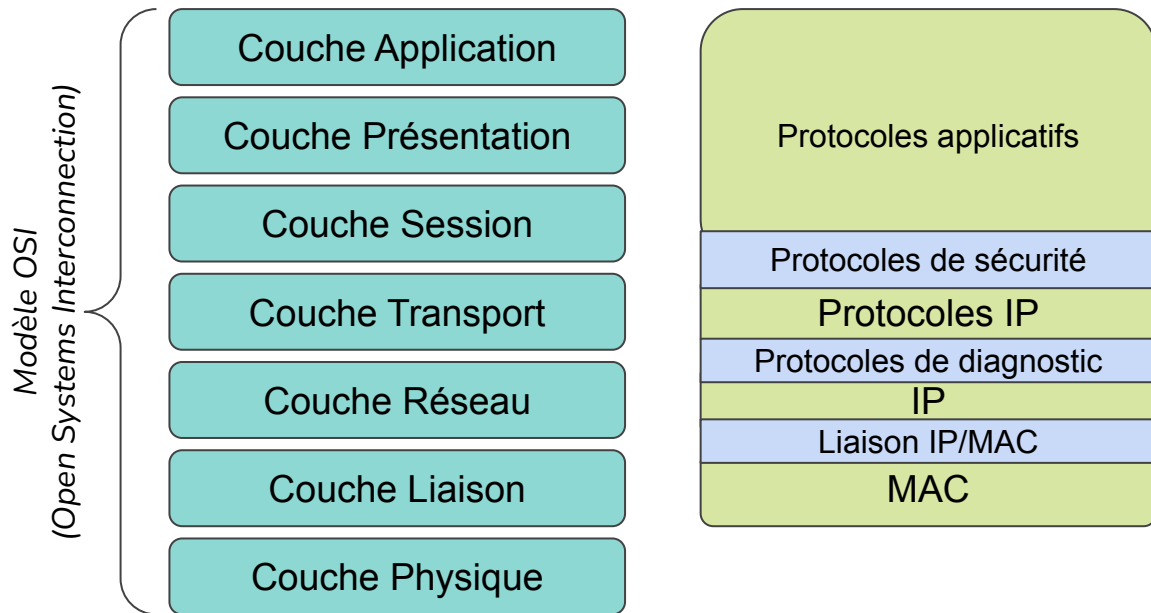 Modèle OSI
(Open Systems Interconnection)
Couche Application
Couche Présentation
Couche Session
Couche Transport
Couche Réseau
Couche Liaison
Couche Physique
Protocoles applicatifs
Protocoles de sécurité
Protocoles IP
Protocoles de diagnostic
IP
Liaison IP/MAC
MAC